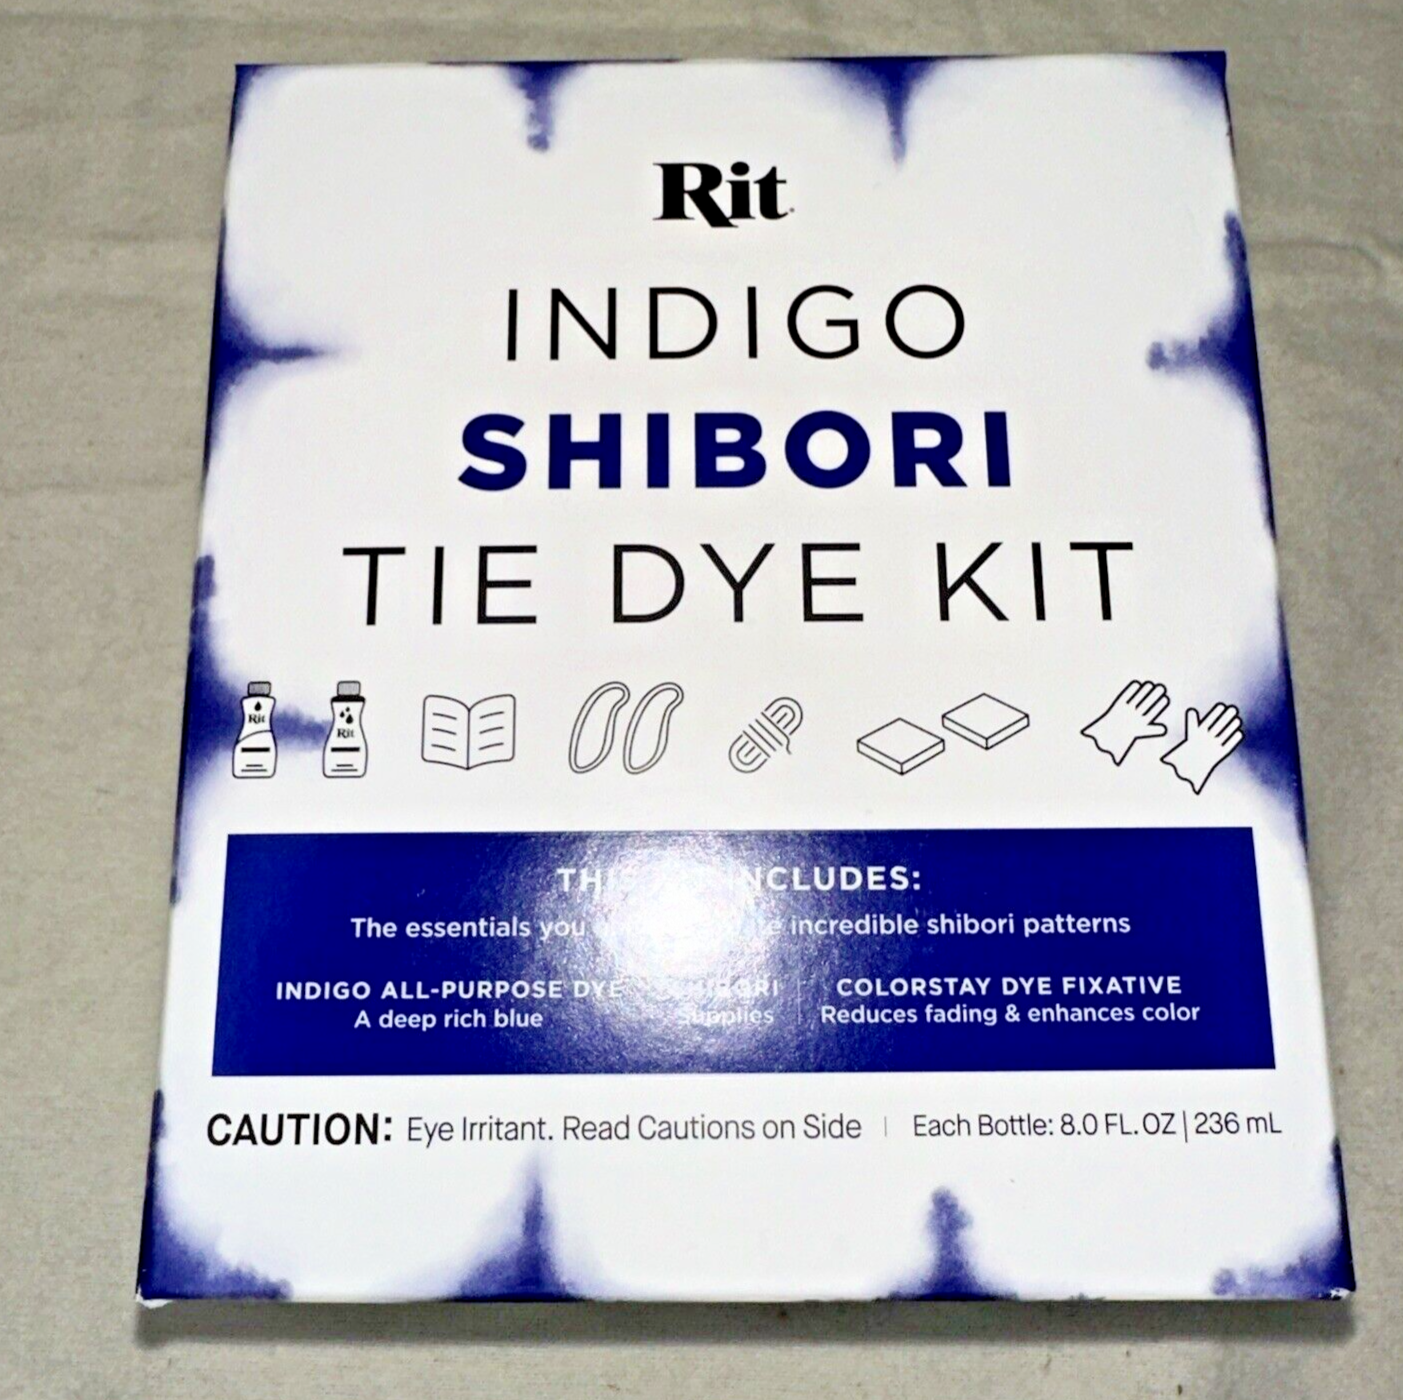 Rit
INDIGO
SHIBORI
TIE DYE KIT
Rit
Rit
INCLUDES:
The essentials you incredible shibori patterns
INDIGO ALL-PURPOSE DYE
A deep rich blue
SHIBORI
Supplies
COLORSTAY DYE FIXATIVE
Reduces fading & enhances color
CAUTION: Eye Irritant. Read Cautions on Side | Each Bottle: 8.0 FL. OZ | 236 mL